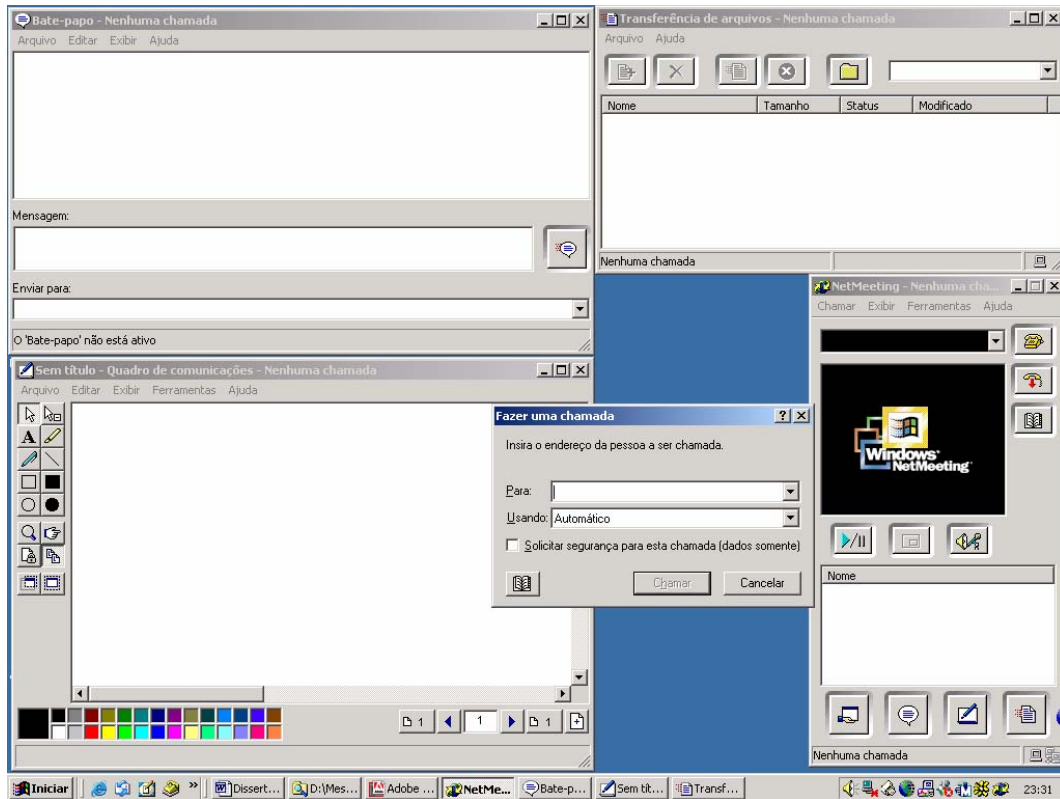 Bate-papo - Nenhuma chamada
Arquivo Editar Exibir Ajuda
Mensagem:
Enviar para:
O 'Bate-papo' não está ativo
Transferência de arquivos - Nenhuma chamada
Arquivo Ajuda
Nome Tamanho Status Modificado
Nenhuma chamada
Sem título - Quadro de comunicações - Nenhuma chamada
Arquivo Editar Exibir Ferramentas Ajuda
A
1 1 1
Fazer uma chamada
Insira o endereço da pessoa a ser chamada.
Para:
Usando: Automático
Solicitar segurança para esta chamada (dados somente)
Chamar Cancelar
NetMeeting - Nenhuma cha...
Chamar Exibir Ferramentas Ajuda
Windows
NetMeeting
Nome
Nenhuma chamada
Iniciar » Dissert... D:\Mes... Adobe ... NetMe... Bate-p... Sem tít... Transf... 23:31